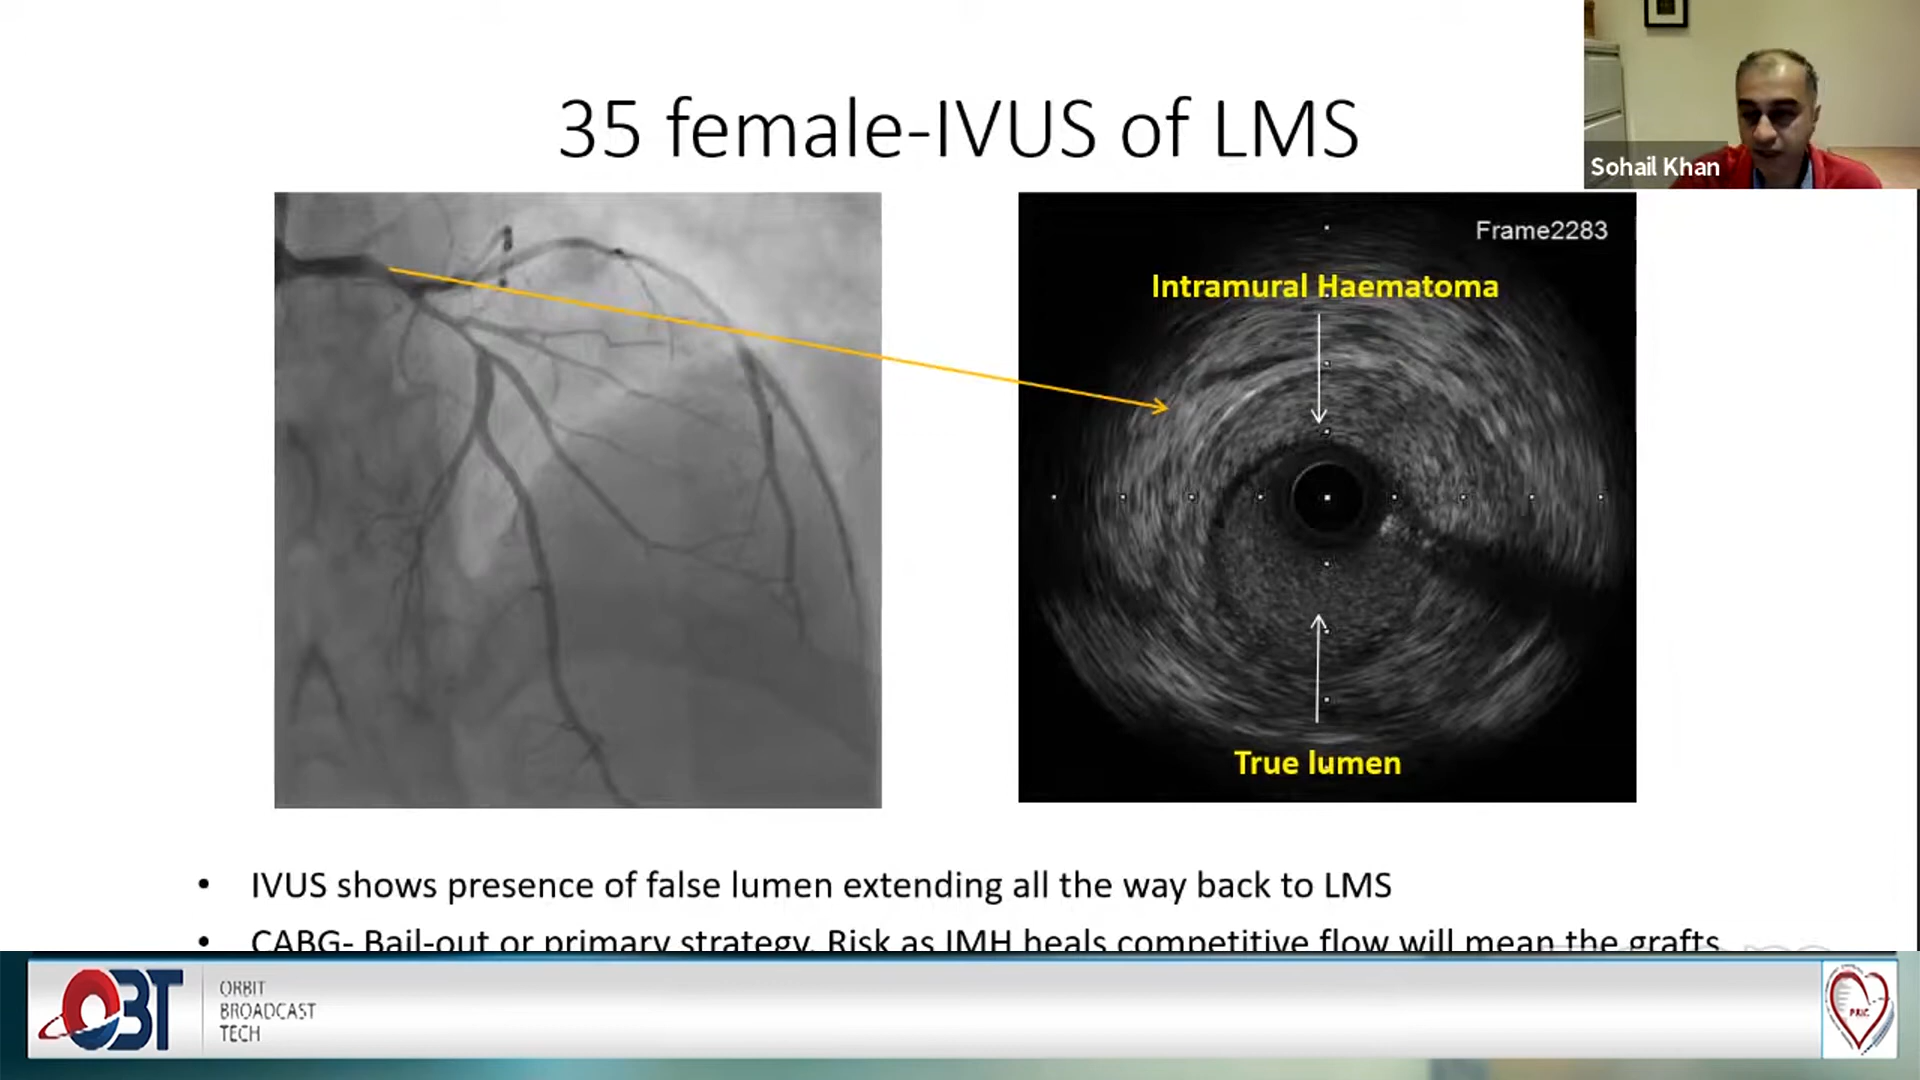 35 female-IVUS of LMS
Sohail Khan
Frame2283
Intramural Haematoma
True lumen
• IVUS shows presence of false lumen extending all the way back to LMS
• CABG- Bail-out or primary strategy. Risk as IMH heals competitive flow will mean the grafts
OBT
ORBIT
BROADCAST
TECH
PRIC